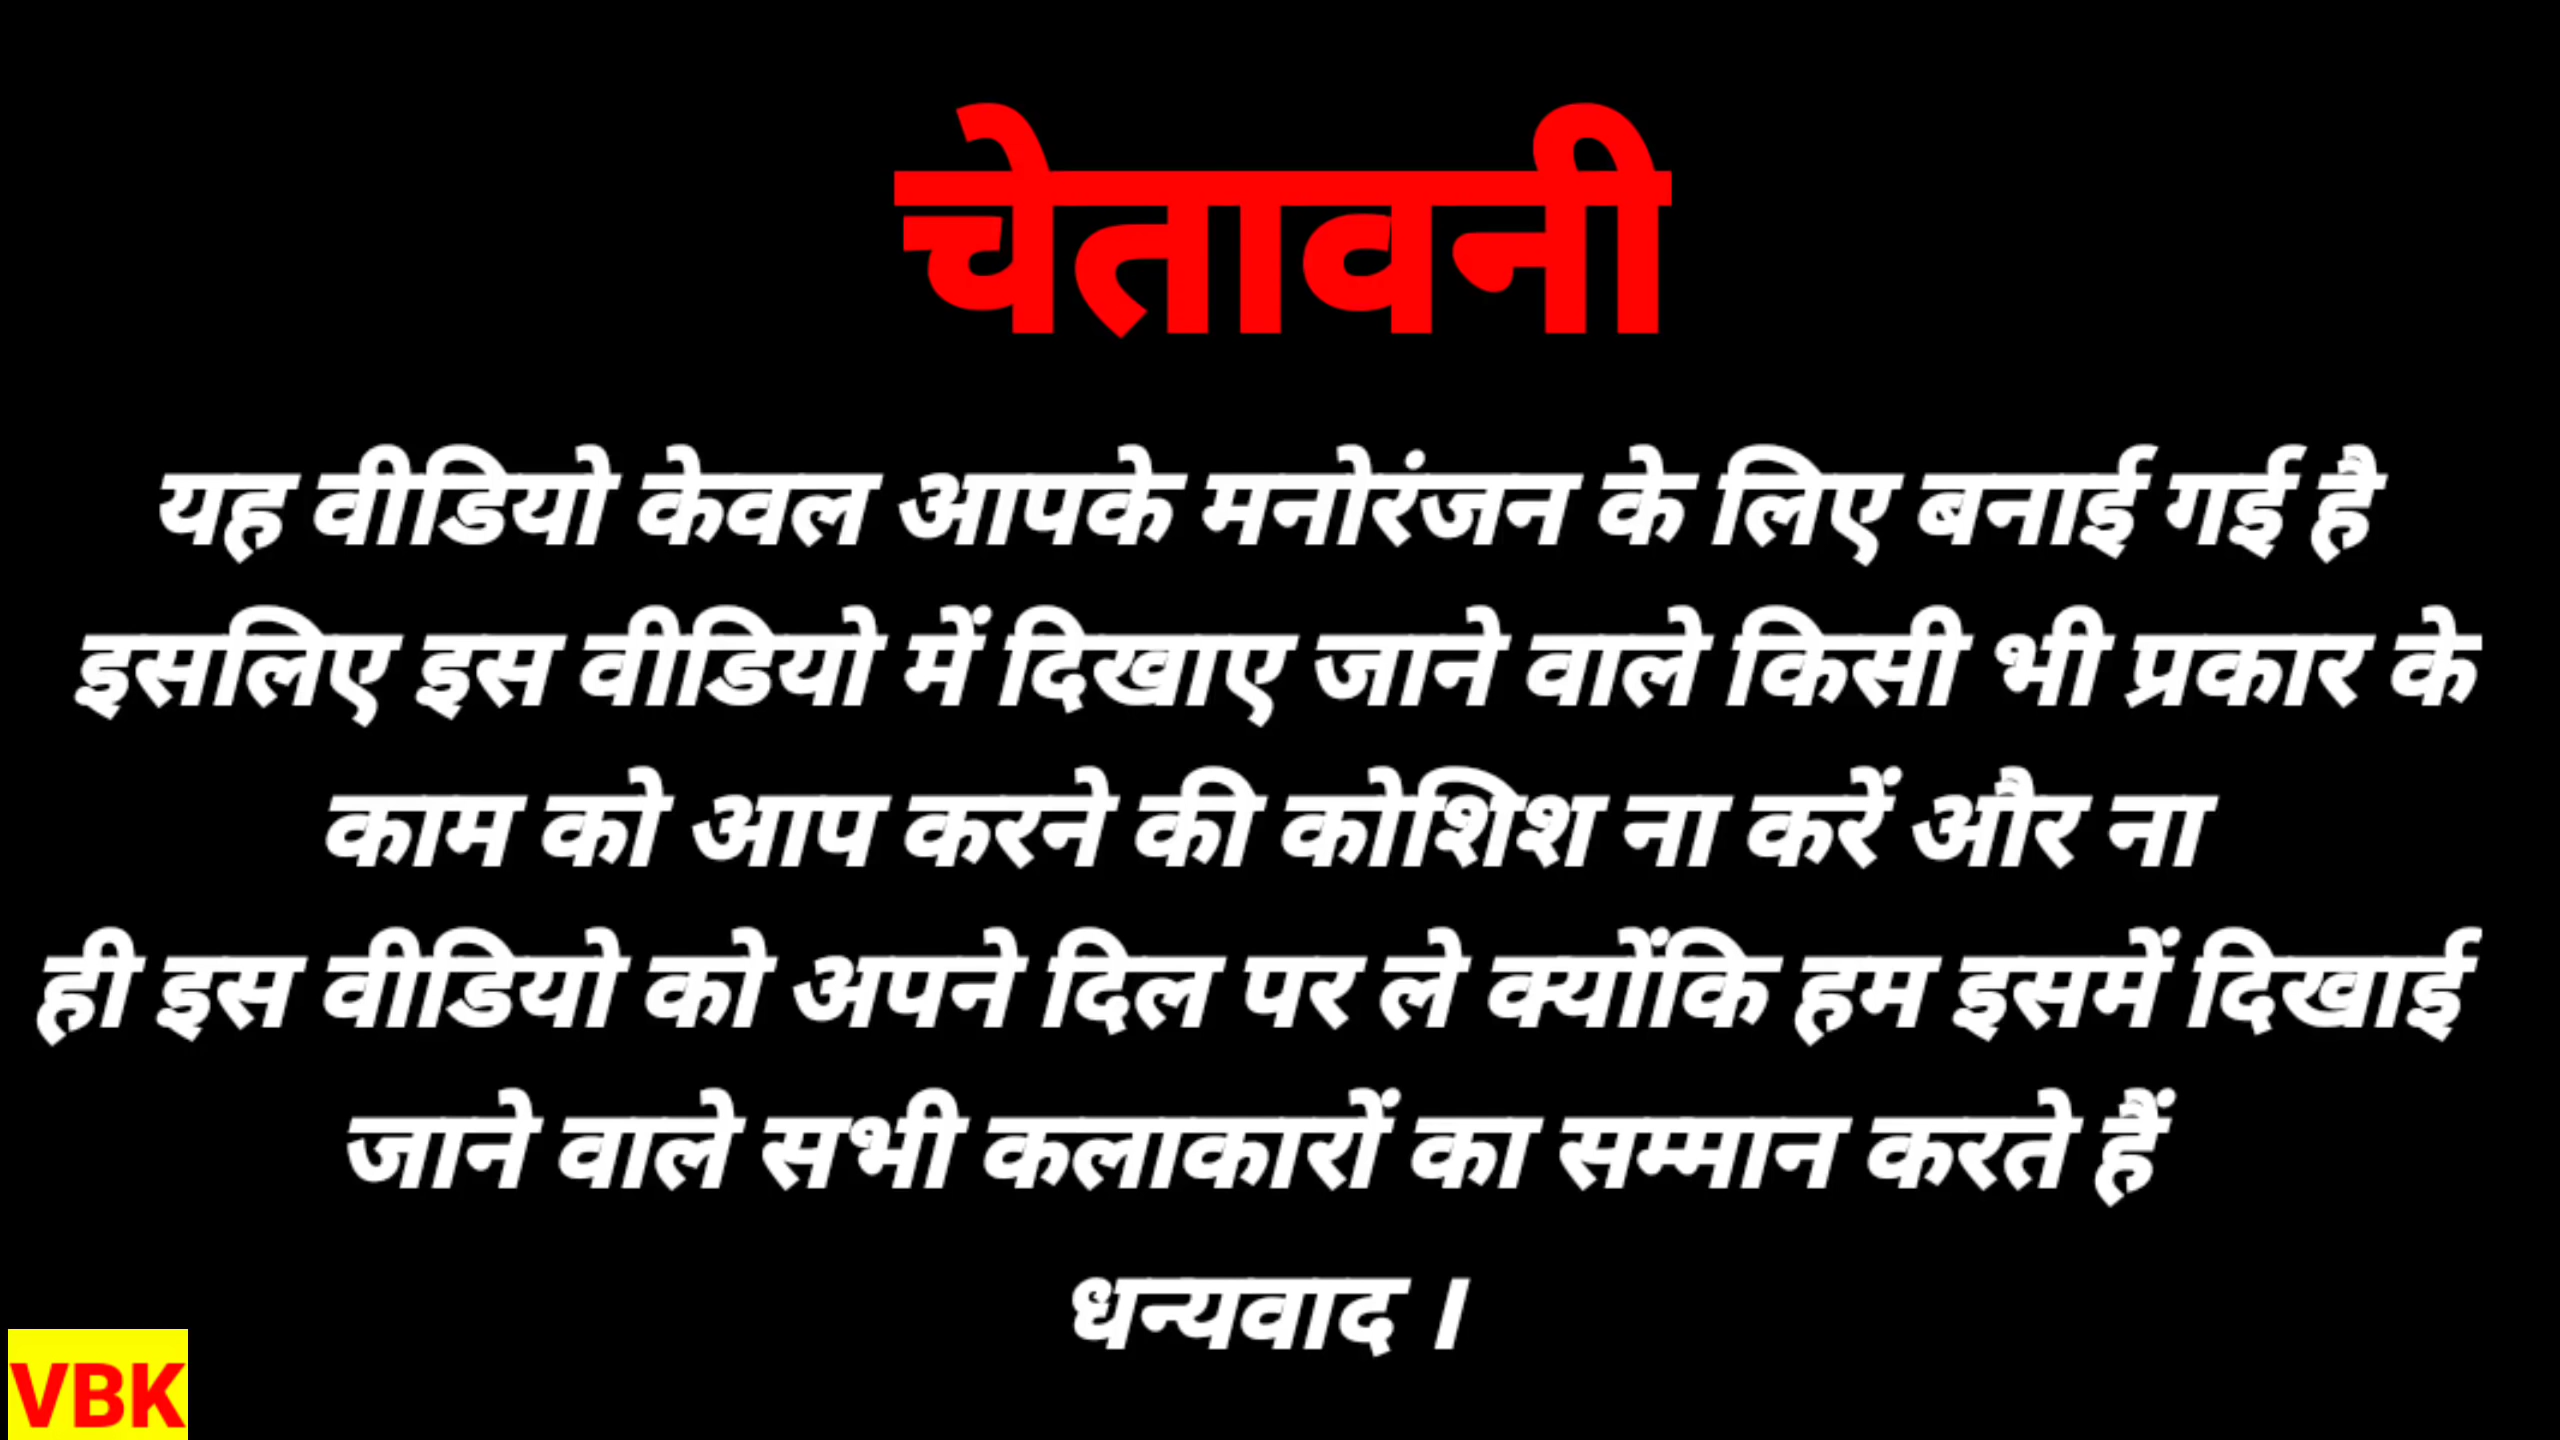 चेतावनी
यह वीडियो केवल आपके मनोरंजन के लिए बनाई गई है
इसलिए इस वीडियो में दिखाए जाने वाले किसी भी प्रकार के
काम को आप करने की कोशिश ना करें और ना
ही इस वीडियो को अपने दिल पर ले क्योंकि हम इसमें दिखाई
जाने वाले सभी कलाकारों का सम्मान करते हैं
धन्यवाद ।
VBK